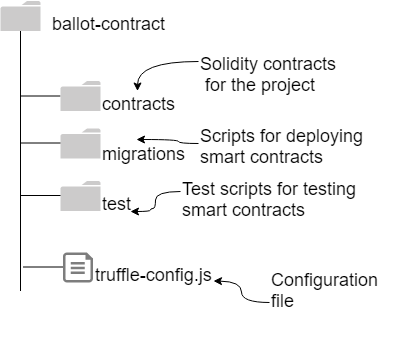 ballot-contract
Solidity contracts
for the project
contracts
Scripts for deploying
smart contracts
migrations
Test scripts for testing
smart contracts
test
truffle-config.js
Configuration
file